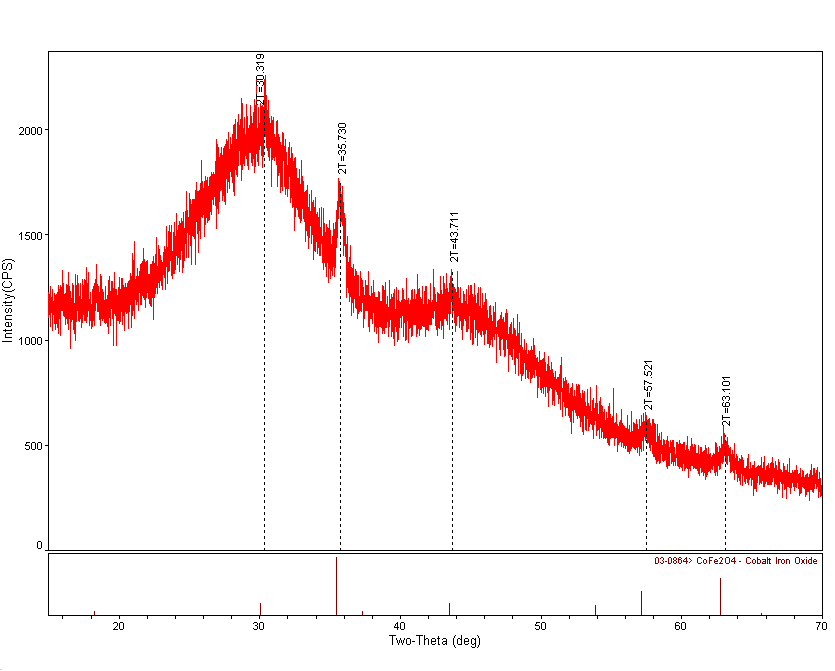 2T=30.319
2T=35.730
2T=43.711
2T=57.521
2T=63.101
Intensity(CPS)
2000
1500
1000
500
0
03-0864> CoFe2O4 - Cobalt Iron Oxide
20 30 40 50 60 70
Two-Theta (deg)